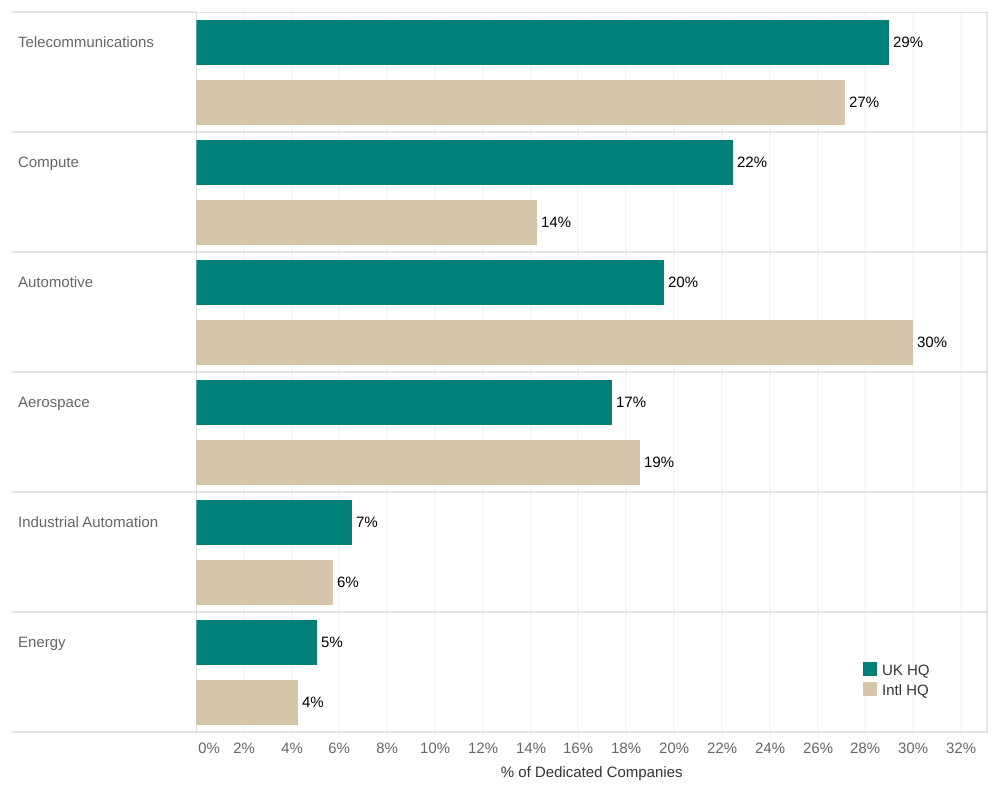 Telecommunications
29%
27%
Compute
22%
14%
Automotive
20%
30%
Aerospace
17%
19%
Industrial Automation
7%
6%
Energy
5%
4%
UK HQ
Intl HQ
0% 2% 4% 6% 8% 10% 12% 14% 16% 18% 20% 22% 24% 26% 28% 30% 32%
% of Dedicated Companies